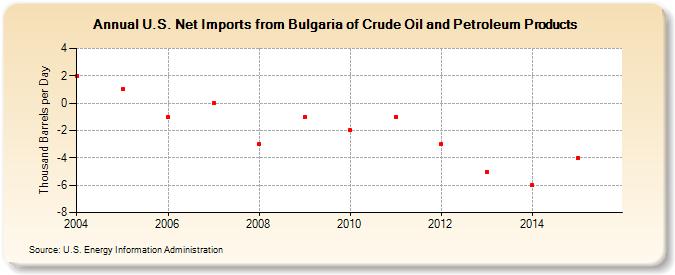 Annual U.S. Net Imports from Bulgaria of Crude Oil and Petroleum Products
Thousand Barrels per Day
4
2
0
-2
-4
-6
-8
2004 2006 2008 2010 2012 2014
Source: U.S. Energy Information Administration